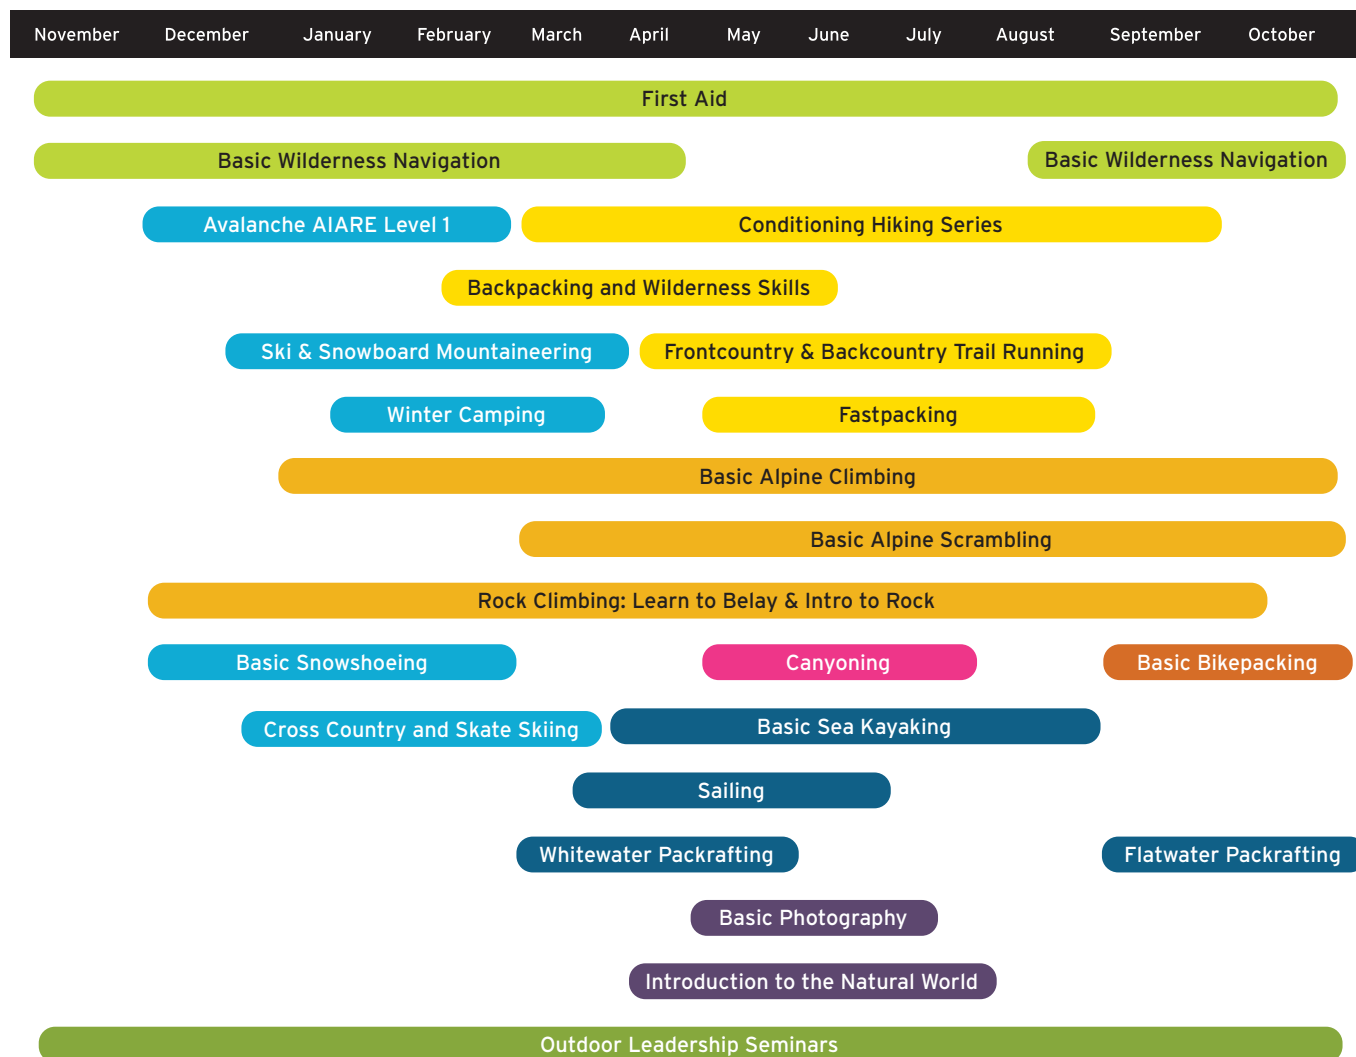 November December January February March April May June July August September October
First Aid
Basic Wilderness Navigation Basic Wilderness Navigation
Avalanche AIARE Level 1 Conditioning Hiking Series
Backpacking and Wilderness Skills
Ski & Snowboard Mountaineering Frontcountry & Backcountry Trail Running
Winter Camping Fastpacking
Basic Alpine Climbing
Basic Alpine Scrambling
Rock Climbing: Learn to Belay & Intro to Rock
Basic Snowshoeing Canyoning Basic Bikepacking
Cross Country and Skate Skiing Basic Sea Kayaking
Sailing
Whitewater Packrafting Flatwater Packrafting
Basic Photography
Introduction to the Natural World
Outdoor Leadership Seminars